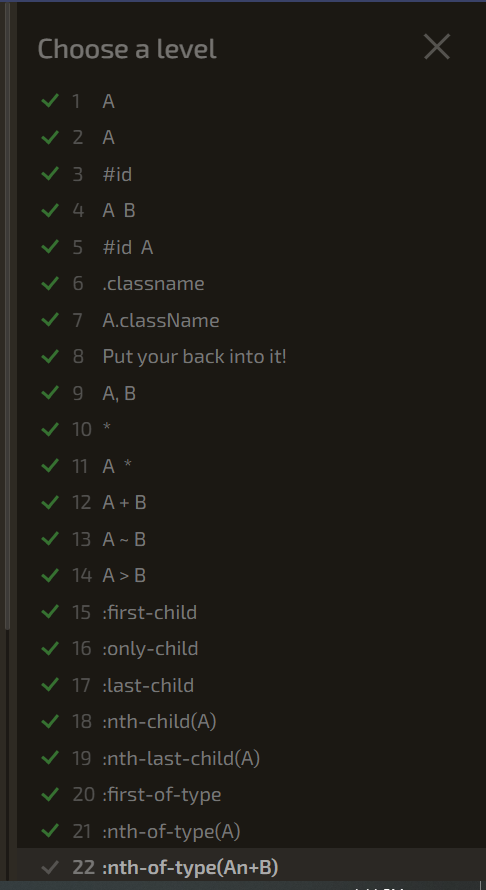 Choose a level
1 A
2 A
3 #id
4 A B
5 #id A
6 .classname
7 A.className
8 Put your back into it!
9 A, B
10 *
11 A *
12 A + B
13 A ~ B
14 A > B
15 :first-child
16 :only-child
17 :last-child
18 :nth-child(A)
19 :nth-last-child(A)
20 :first-of-type
21 :nth-of-type(A)
22 :nth-of-type(An+B)